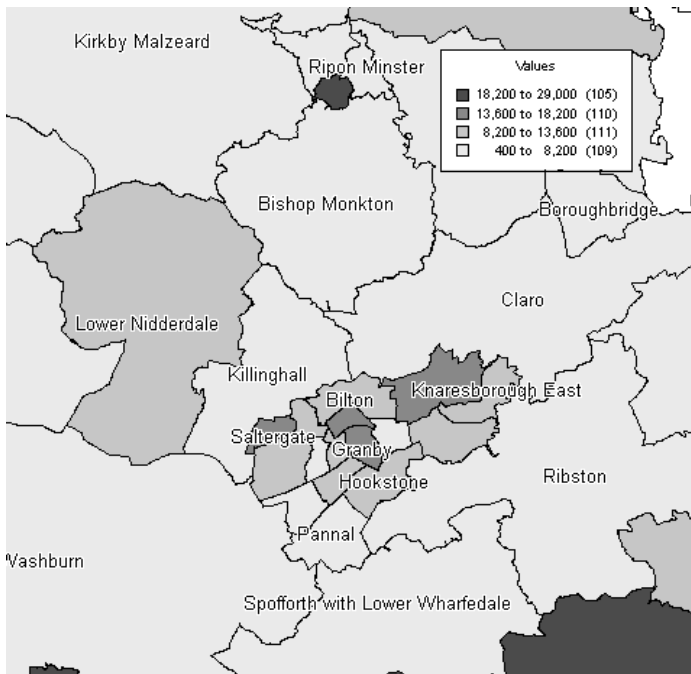 Kirkby Malzeard
Ripon Minster
Values
18,200 to 29,000 (105)
13,600 to 18,200 (110)
8,200 to 13,600 (111)
400 to 8,200 (109)
Bishop Monkton
Boroughbridge
Claro
Lower Nidderdale
Killinghall
Knaresborough East
Bilton
Saltergate
Granby
Hookstone
Ribston
Pannal
Washburn
Spofforth with Lower Wharfedale